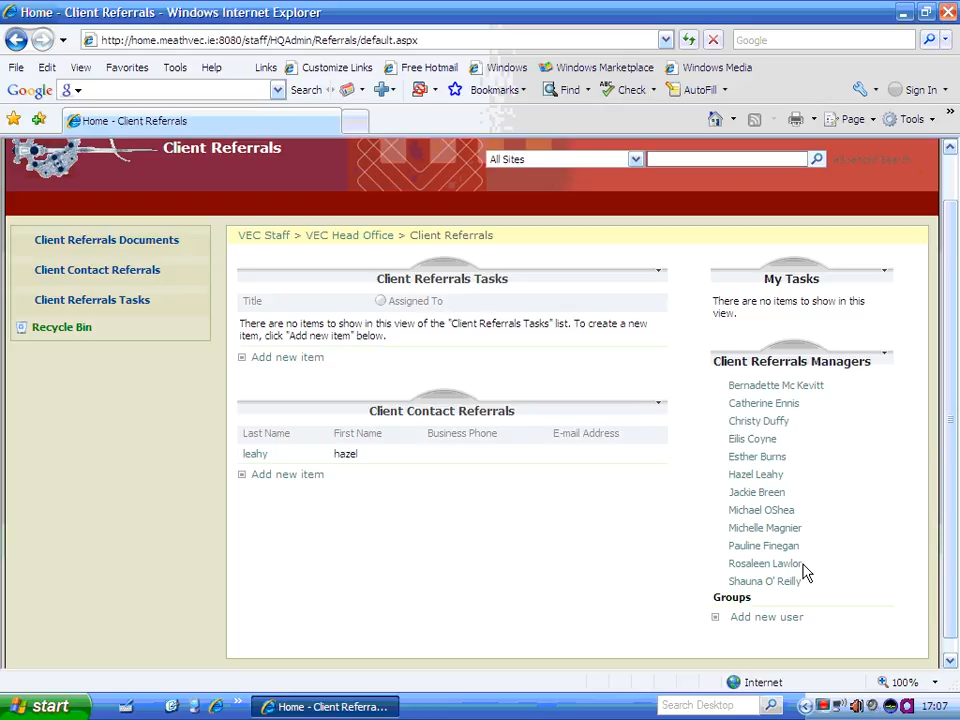 Home - Client Referrals - Windows Internet Explorer
http://home.meathvec.ie:8080/staff/HQAdmin/Referrals/default.aspx
Google
File Edit View Favorites Tools Help Links Customize Links Free Hotmail Windows Windows Marketplace Windows Media
Google Search Bookmarks Find Check AutoFill Sign In
Home - Client Referrals Page Tools
Client Referrals
All Sites
Client Referrals Documents
Client Contact Referrals
Client Referrals Tasks
Recycle Bin
VEC Staff > VEC Head Office > Client Referrals
Client Referrals Tasks
Title Assigned To
There are no items to show in this view of the "Client Referrals Tasks" list. To create a new
item, click "Add new item" below.
Add new item
Client Contact Referrals
Last Name First Name Business Phone E-mail Address
leahy hazel
Add new item
My Tasks
There are no items to show in this
view.
Client Referrals Managers
Bernadette Mc Kevitt
Catherine Ennis
Christy Duffy
Eilis Coyne
Esther Burns
Hazel Leahy
Jackie Breen
Michael OShea
Michelle Magnier
Pauline Finegan
Rosaleen Lawlor
Shauna O' Reilly
Groups
Add new user
Internet 100%
start Home - Client Referra... Search Desktop 17:07